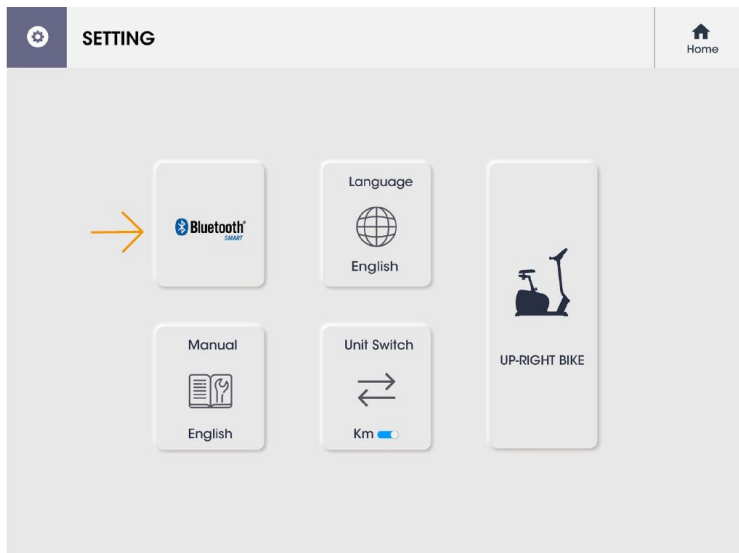 SETTING
Home
Bluetooth®
SMART
Language
English
UP-RIGHT BIKE
Manual
English
Unit Switch
Km